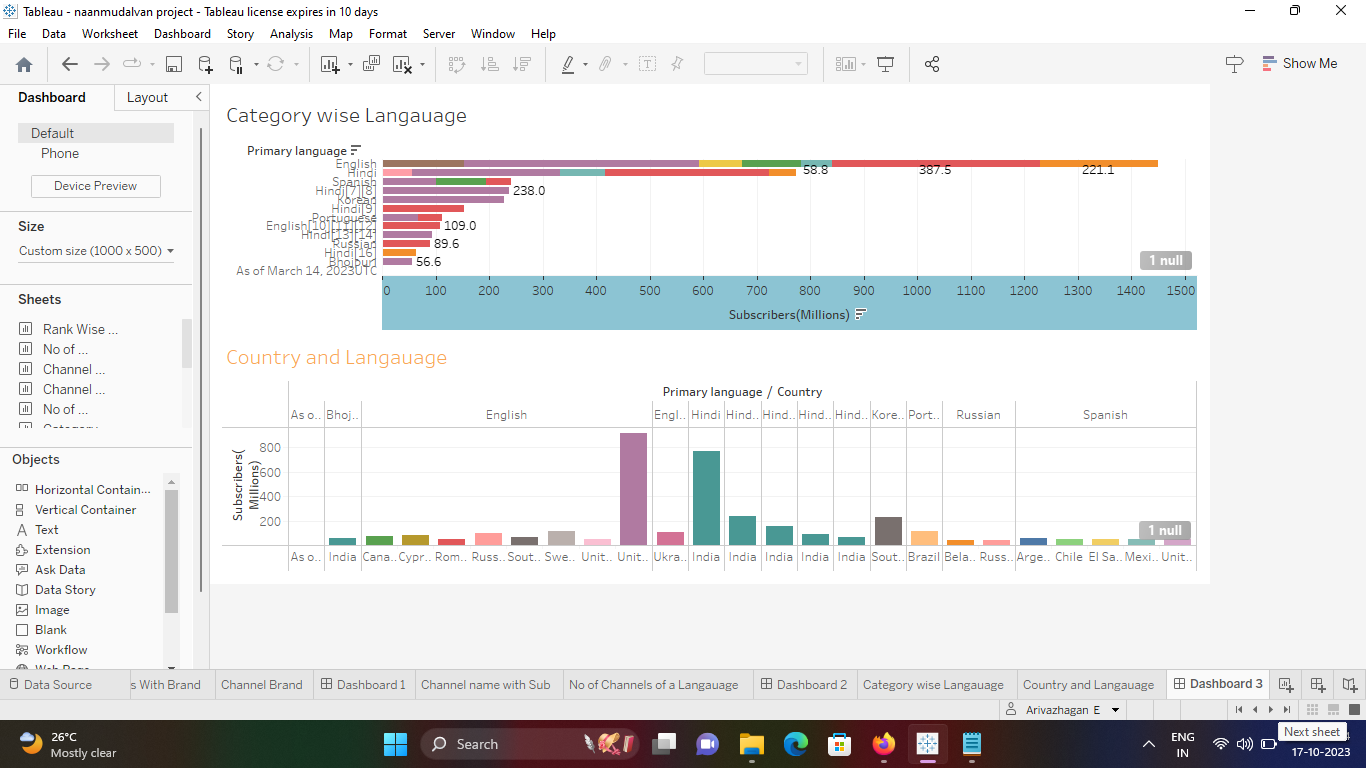 Tableau - naanmudalvan project - Tableau license expires in 10 days
File Data Worksheet Dashboard Story Analysis Map Format Server Window Help
Show Me
Dashboard Layout
Default
Phone
Device Preview
Size
Custom size (1000 x 500)
Sheets
Rank Wise ...
No of ...
Channel ...
Channel ...
No of ...
Objects
Horizontal Contain...
Vertical Container
Text
Extension
Ask Data
Data Story
Image
Blank
Workflow
Category wise Langauage
Primary language
English
Hindi
Spanish
Hindi[7][8]
Korean
Hindi[9]
Portuguese
English[10][11][12]
Hindi[13][14]
Russian
Hindi[16]
Bhojpuri
As of March 14, 2023UTC
58.8 387.5 221.1
238.0
109.0
89.6
56.6
1 null
0 100 200 300 400 500 600 700 800 900 1000 1100 1200 1300 1400 1500
Subscribers(Millions)
Country and Langauage
Primary language / Country
As o.. Bhoj.. English Engl.. Hindi Hind.. Hind.. Hind.. Hind.. Kore.. Port.. Russian Spanish
Subscribers(
Millions)
800
600
400
200
1 null
As o.. India Cana.. Cypr.. Rom.. Russ.. Sout.. Swe.. Unit.. Unit.. Ukra.. India India India India India Sout.. Brazil Bela.. Russ.. Arge.. Chile El Sa.. Mexi.. Unit..
Data Source s With Brand Channel Brand Dashboard 1 Channel name with Sub No of Channels of a Langauage Dashboard 2 Category wise Langauage Country and Langauage Dashboard 3
Arivazhagan E
Next sheet
26°C
Mostly clear
Search
ENG
IN
17-10-2023